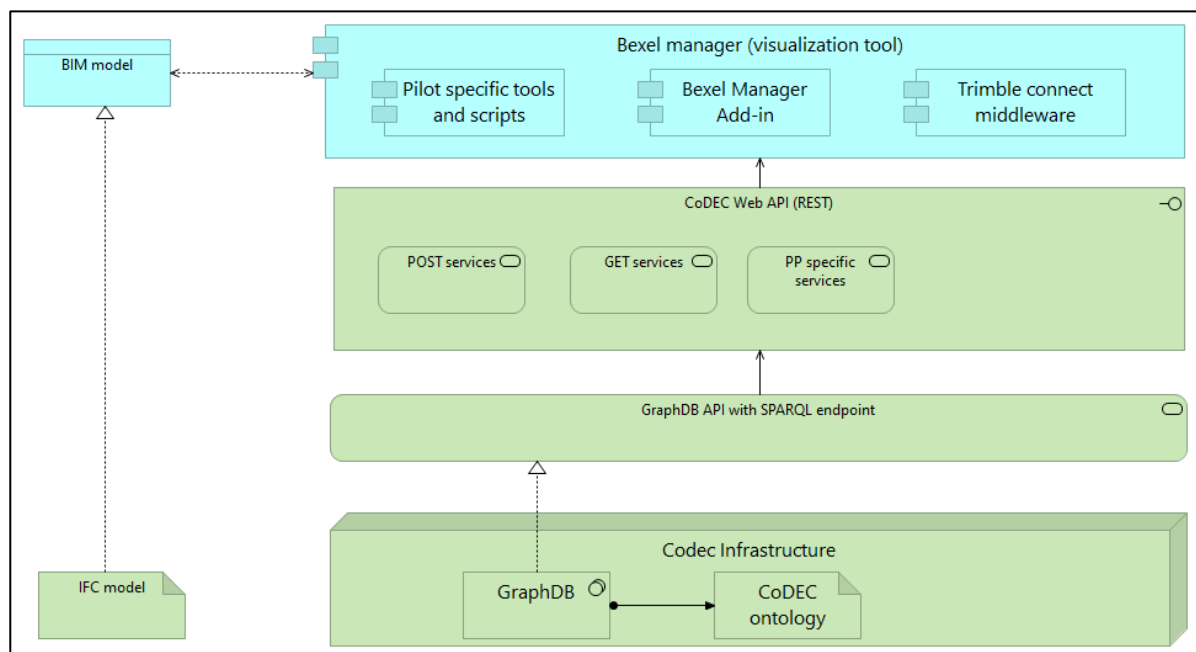 Bexel manager (visualization tool)
BIM model
Pilot specific tools
and scripts
Bexel Manager
Add-in
Trimble connect
middleware
CoDEC Web API (REST)
POST services
GET services
PP specific
services
GraphDB API with SPARQL endpoint
Codec Infrastructure
IFC model
GraphDB
CoDEC
ontology